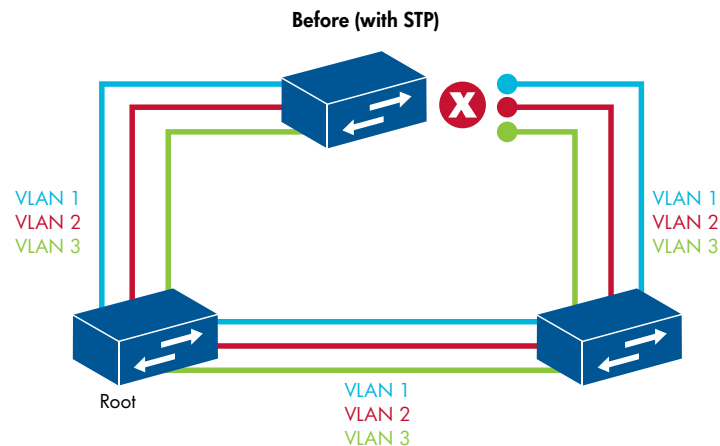 Before (with STP)
X
VLAN 1
VLAN 2
VLAN 3
VLAN 1
VLAN 2
VLAN 3
Root
VLAN 1
VLAN 2
VLAN 3